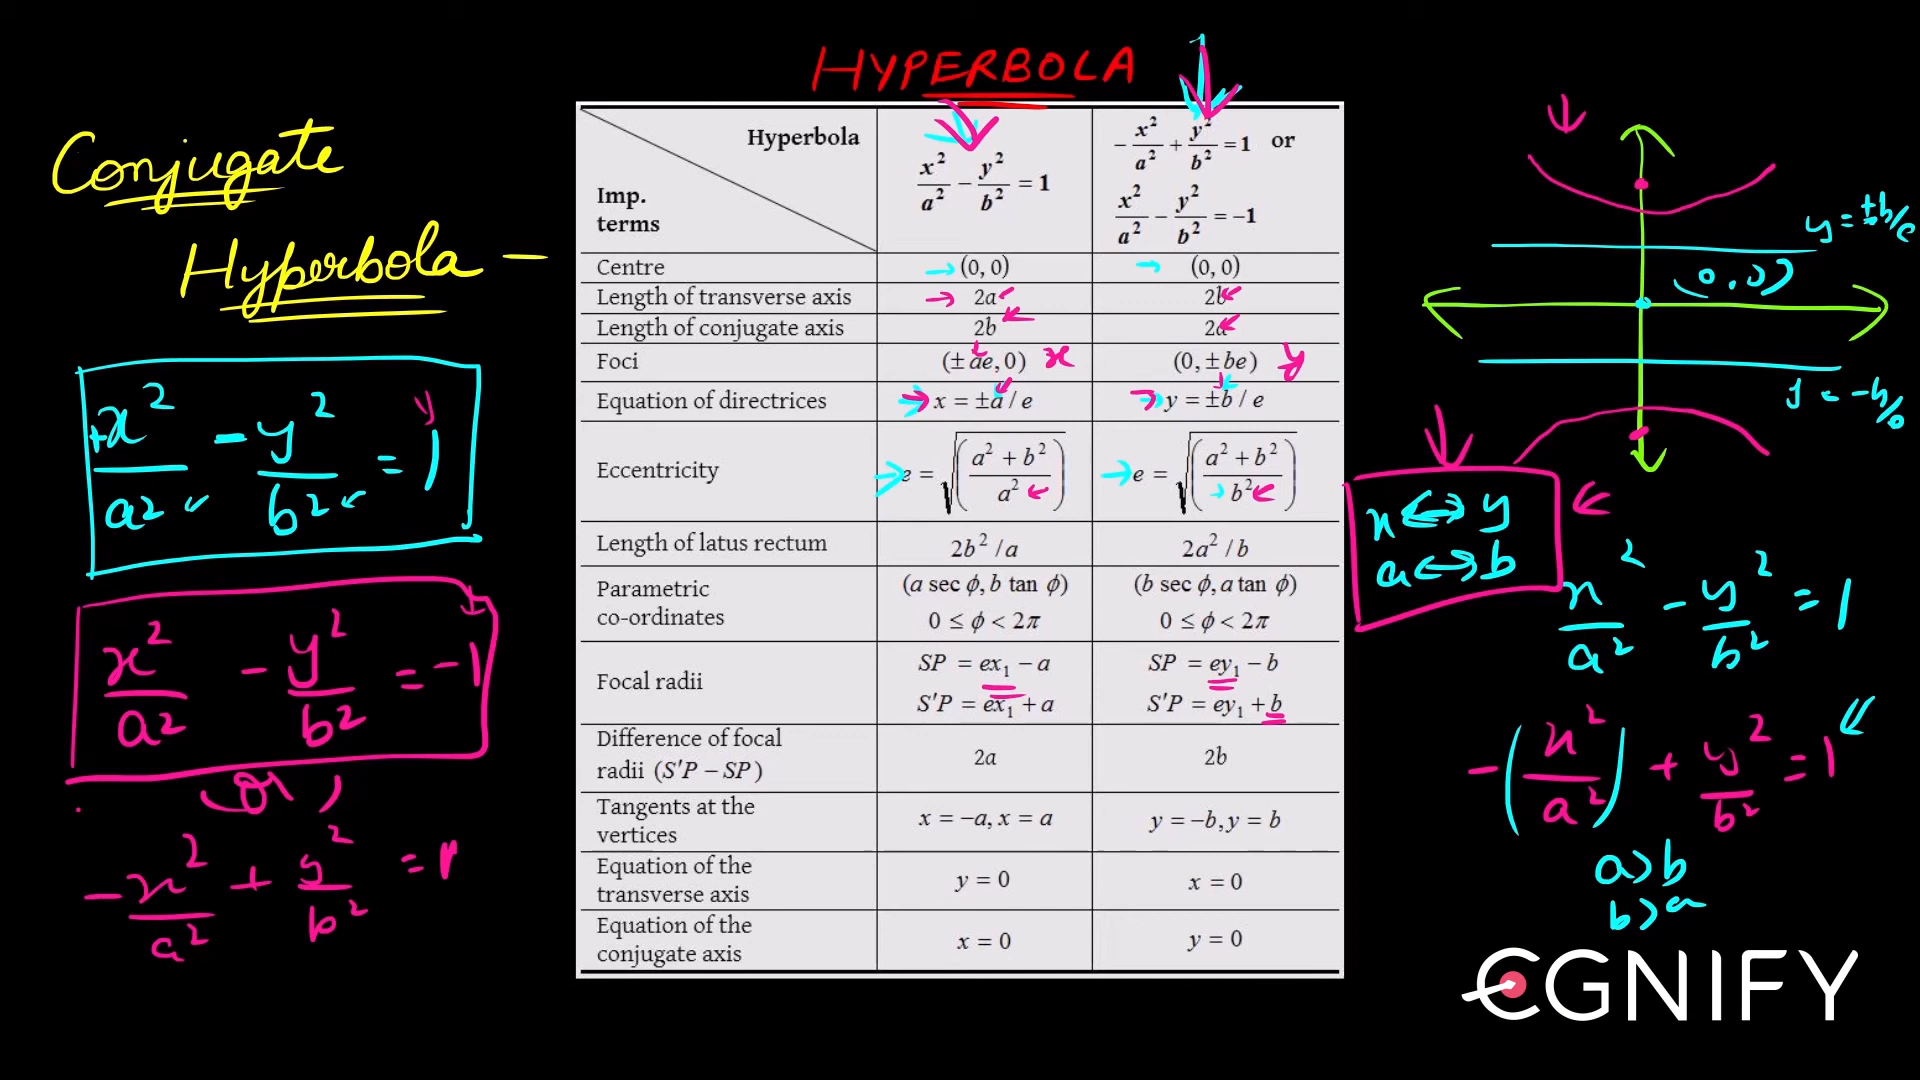 HYPERBOLA
Conjugate
Hyperbola –
+x²/a² - y²/b² = 1
x²/a² - y²/b² = -1
(or)
-x²/a² + y²/b² = 1
Hyperbola
Imp. terms
x²/a² − y²/b² = 1
−x²/a² + y²/b² = 1 or
x²/a² − y²/b² = −1
Centre (0, 0) (0, 0)
Length of transverse axis 2a 2b
Length of conjugate axis 2b 2a
Foci (± ae, 0) x (0, ± be) y
Equation of directrices x = ±a / e y = ±b / e
Eccentricity e = √((a² + b²)/a²) e = √((a² + b²)/b²)
Length of latus rectum 2b² /a 2a² /b
Parametric
co-ordinates
(a sec ϕ, b tan ϕ)
0 ≤ ϕ < 2π
(b sec ϕ, a tan ϕ)
0 ≤ ϕ < 2π
Focal radii
SP = ex₁ − a
S′P = ex₁ + a
SP = ey₁ − b
S′P = ey₁ + b
Difference of focal
radii (S′P − SP)
2a 2b
Tangents at the
vertices
x = −a, x = a y = −b, y = b
Equation of the
transverse axis
y = 0 x = 0
Equation of the
conjugate axis
x = 0 y = 0
y = ±b/e
(0,0)
x ↔ y
a ↔ b
x²/a² - y²/b² = 1
-(x²/a²) + y²/b² = 1
a>b
b>a
EGNIFY